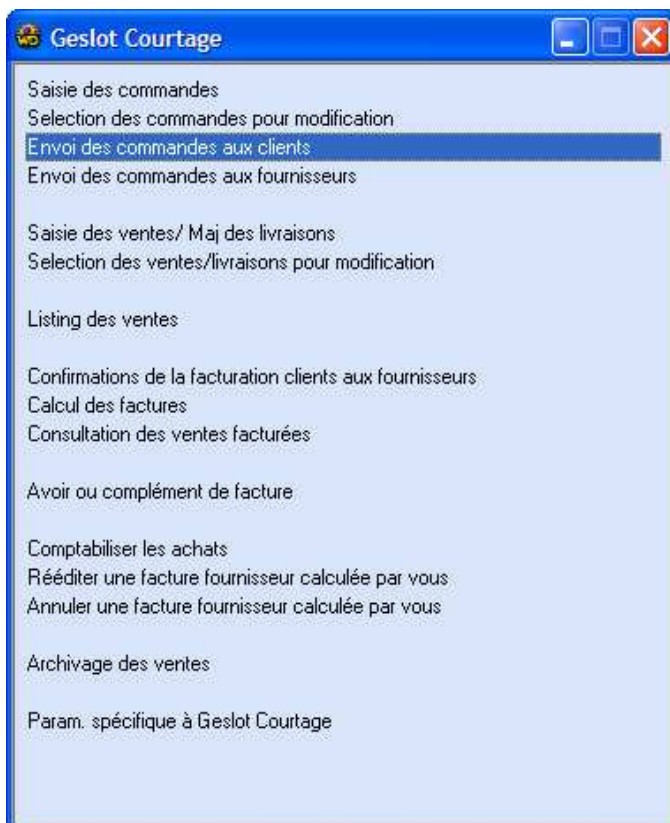 Geslot Courtage
Saisie des commandes
Selection des commandes pour modification
Envoi des commandes aux clients
Envoi des commandes aux fournisseurs
Saisie des ventes/ Maj des livraisons
Selection des ventes/livraisons pour modification
Listing des ventes
Confirmations de la facturation clients aux fournisseurs
Calcul des factures
Consultation des ventes facturées
Avoir ou complément de facture
Comptabiliser les achats
Rééditer une facture fournisseur calculée par vous
Annuler une facture fournisseur calculée par vous
Archivage des ventes
Param. spécifique à Geslot Courtage